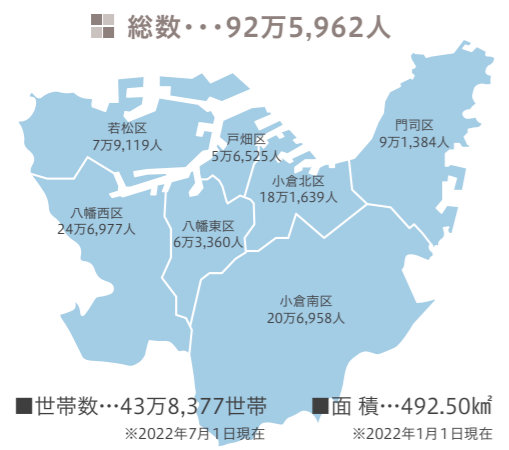 総数･･･92万5,962人
若松区
7万9,119人
戸畑区
5万6,525人
門司区
9万1,384人
小倉北区
18万1,639人
八幡西区
24万6,977人
八幡東区
6万3,360人
小倉南区
20万6,958人
■世帯数…43万8,377世帯
※2022年7月1日現在
■面 積…492.50㎢
※2022年1月1日現在